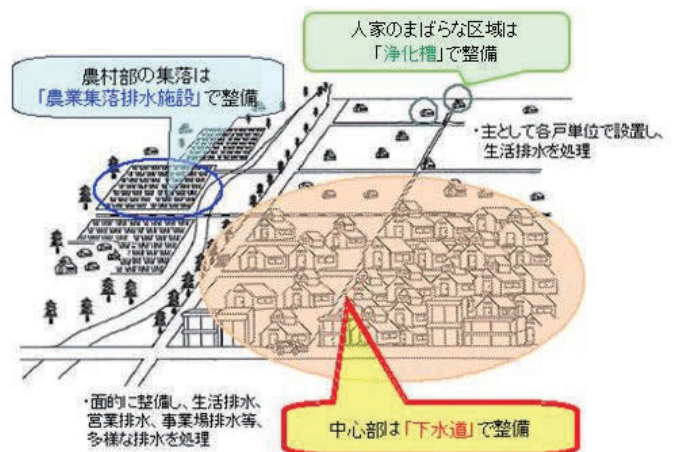 人家のまばらな区域は
「浄化槽」で整備
農村部の集落は
「農業集落排水施設」で整備
・主として各戸単位で設置し、
生活排水を処理
・面的に整備し、生活排水、
営業排水、事業場排水等、
多様な排水を処理
中心部は「下水道」で整備